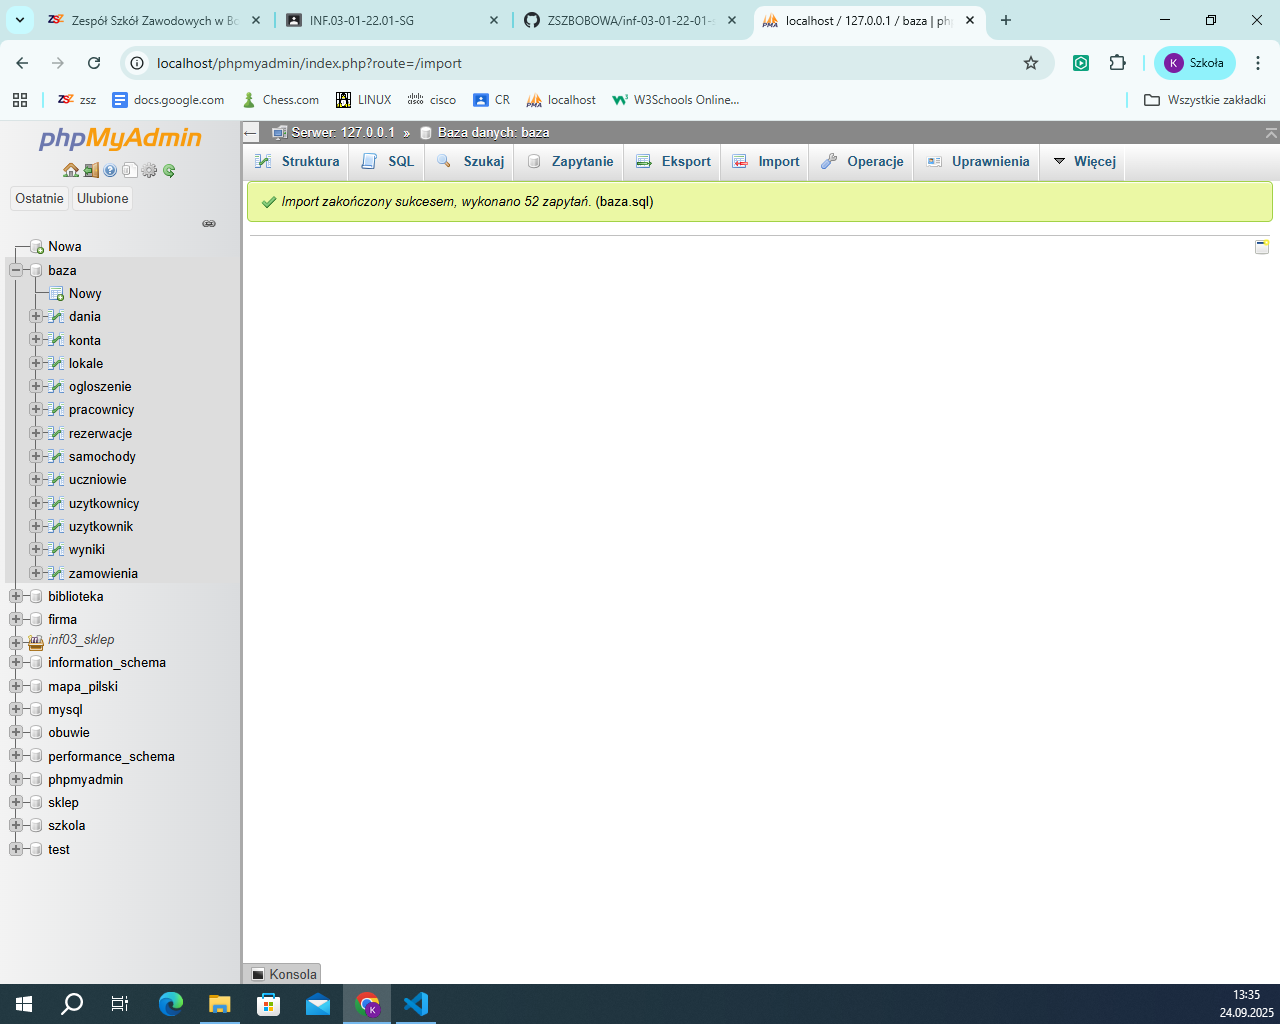 Zespół Szkół Zawodowych w Bo
INF.03-01-22.01-SG
ZSZBOBOWA/inf-03-01-22-01-s
localhost / 127.0.0.1 / baza | ph
localhost/phpmyadmin/index.php?route=/import
K Szkoła
zsz
docs.google.com
Chess.com
LINUX
cisco
CR
localhost
W3Schools Online...
Wszystkie zakładki
phpMyAdmin
Ostatnie
Ulubione
Nowa
baza
Nowy
dania
konta
lokale
ogloszenie
pracownicy
rezerwacje
samochody
uczniowie
uzytkownicy
uzytkownik
wyniki
zamowienia
biblioteka
firma
inf03_sklep
information_schema
mapa_pilski
mysql
obuwie
performance_schema
phpmyadmin
sklep
szkola
test
Serwer: 127.0.0.1 » Baza danych: baza
Struktura
SQL
Szukaj
Zapytanie
Eksport
Import
Operacje
Uprawnienia
Więcej
Import zakończony sukcesem, wykonano 52 zapytań. (baza.sql)
Konsola
13:35
24.09.2025